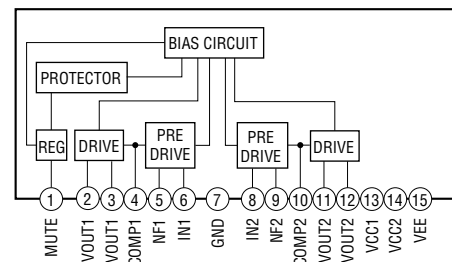 BIAS CIRCUIT
PROTECTOR
REG
DRIVE
PRE
DRIVE
PRE
DRIVE
DRIVE
1 2 3 4 5 6 7 8 9 10 11 12 13 14 15
MUTE
VOUT1
VOUT1
COMP1
NF1
IN1
GND
IN2
NF2
COMP2
VOUT2
VOUT2
VCC1
VCC2
VEE